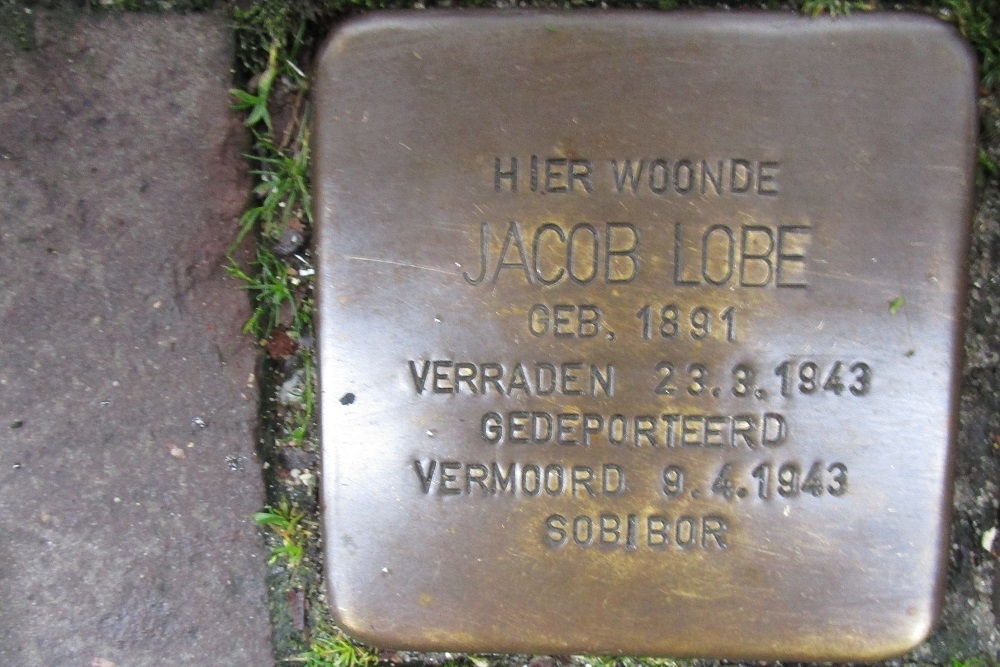 HIER WOONDE
JACOB LOBE
GEB. 1891
VERRADEN 23.3.1943
GEDEPORTEERD
VERMOORD 9.4.1943
SOBIBOR